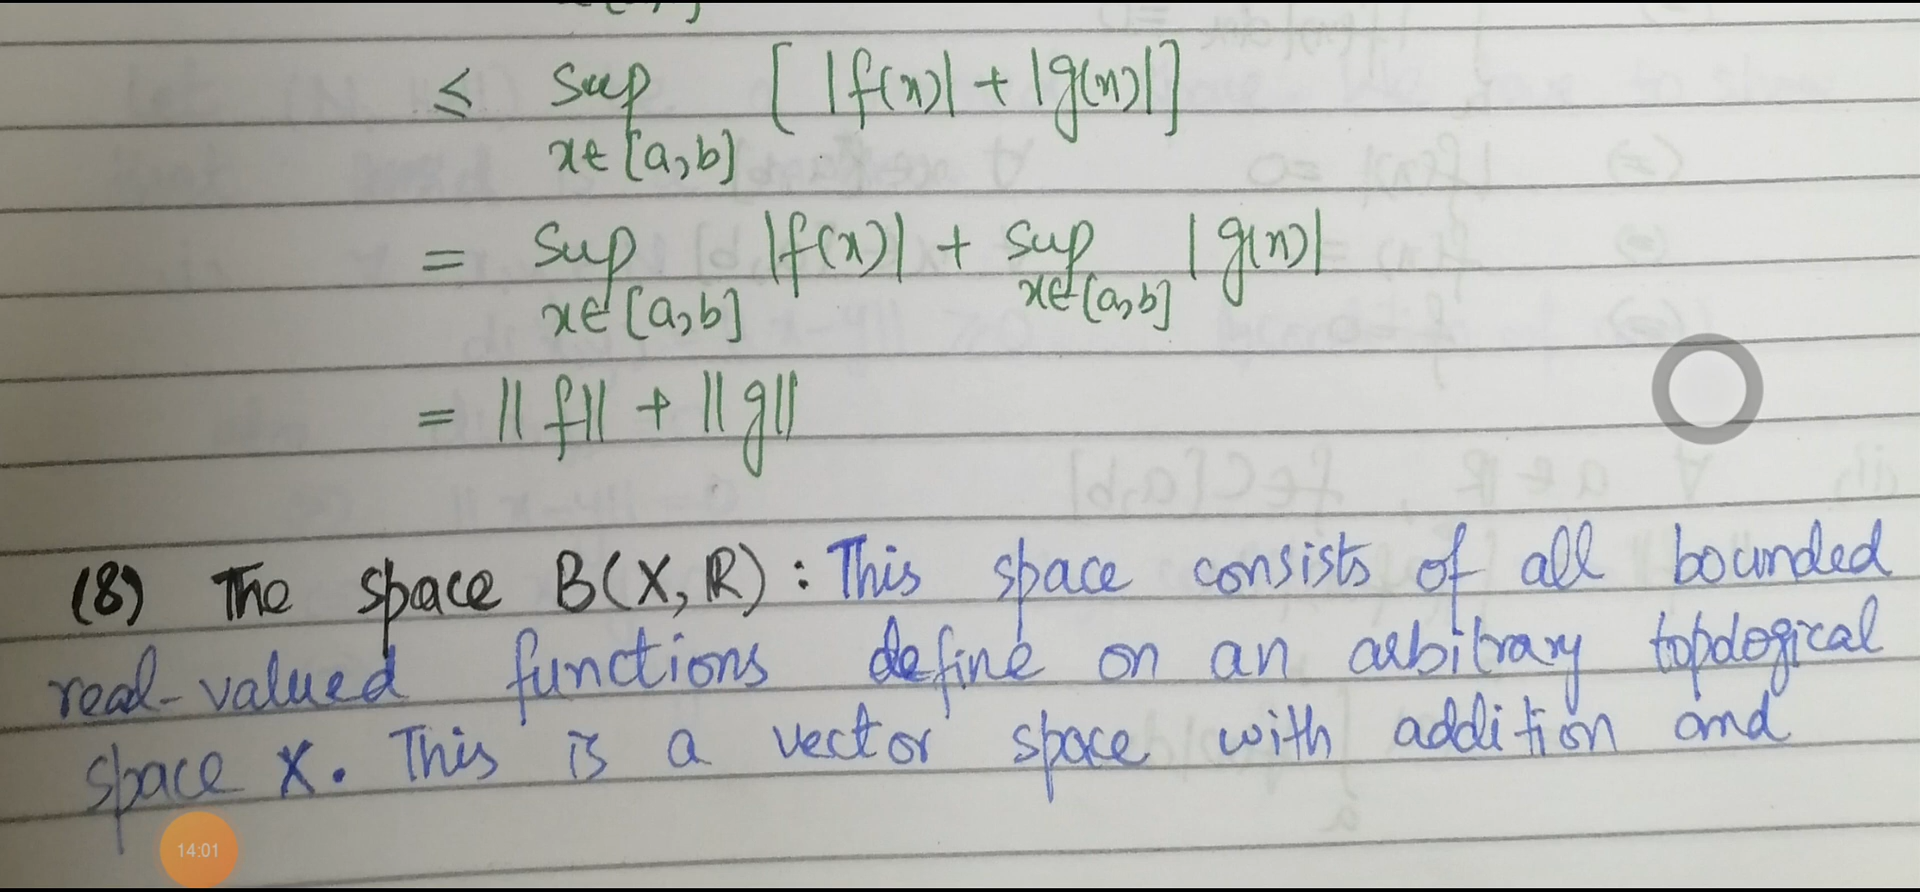 ≤ sup [ |f(x)| + |g(x)| ]
x∈[a,b]
= sup |f(x)| + sup |g(x)|
x∈[a,b] x∈[a,b]
= ||f|| + ||g||
(8) The space B(X, R) : This space consists of all bounded
real-valued functions define on an arbitrary topological
space X. This is a vector space with addition and
14:01